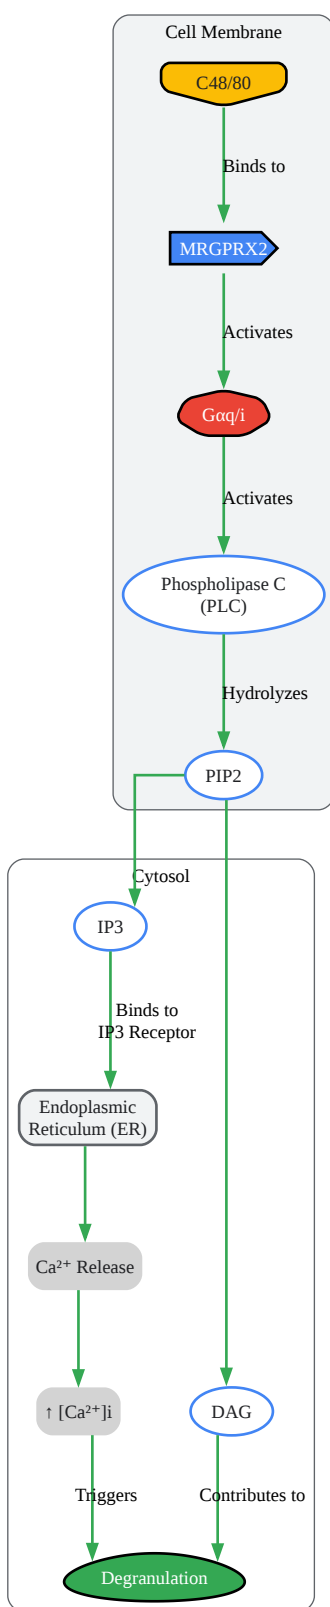 Cell Membrane
C48/80
Binds to
MRGPRX2
Activates
Gαq/i
Activates
Phospholipase C
(PLC)
Hydrolyzes
PIP2
Cytosol
IP3
Binds to
IP3 Receptor
Endoplasmic
Reticulum (ER)
Ca²⁺ Release
↑ [Ca²⁺]i
DAG
Triggers
Contributes to
Degranulation